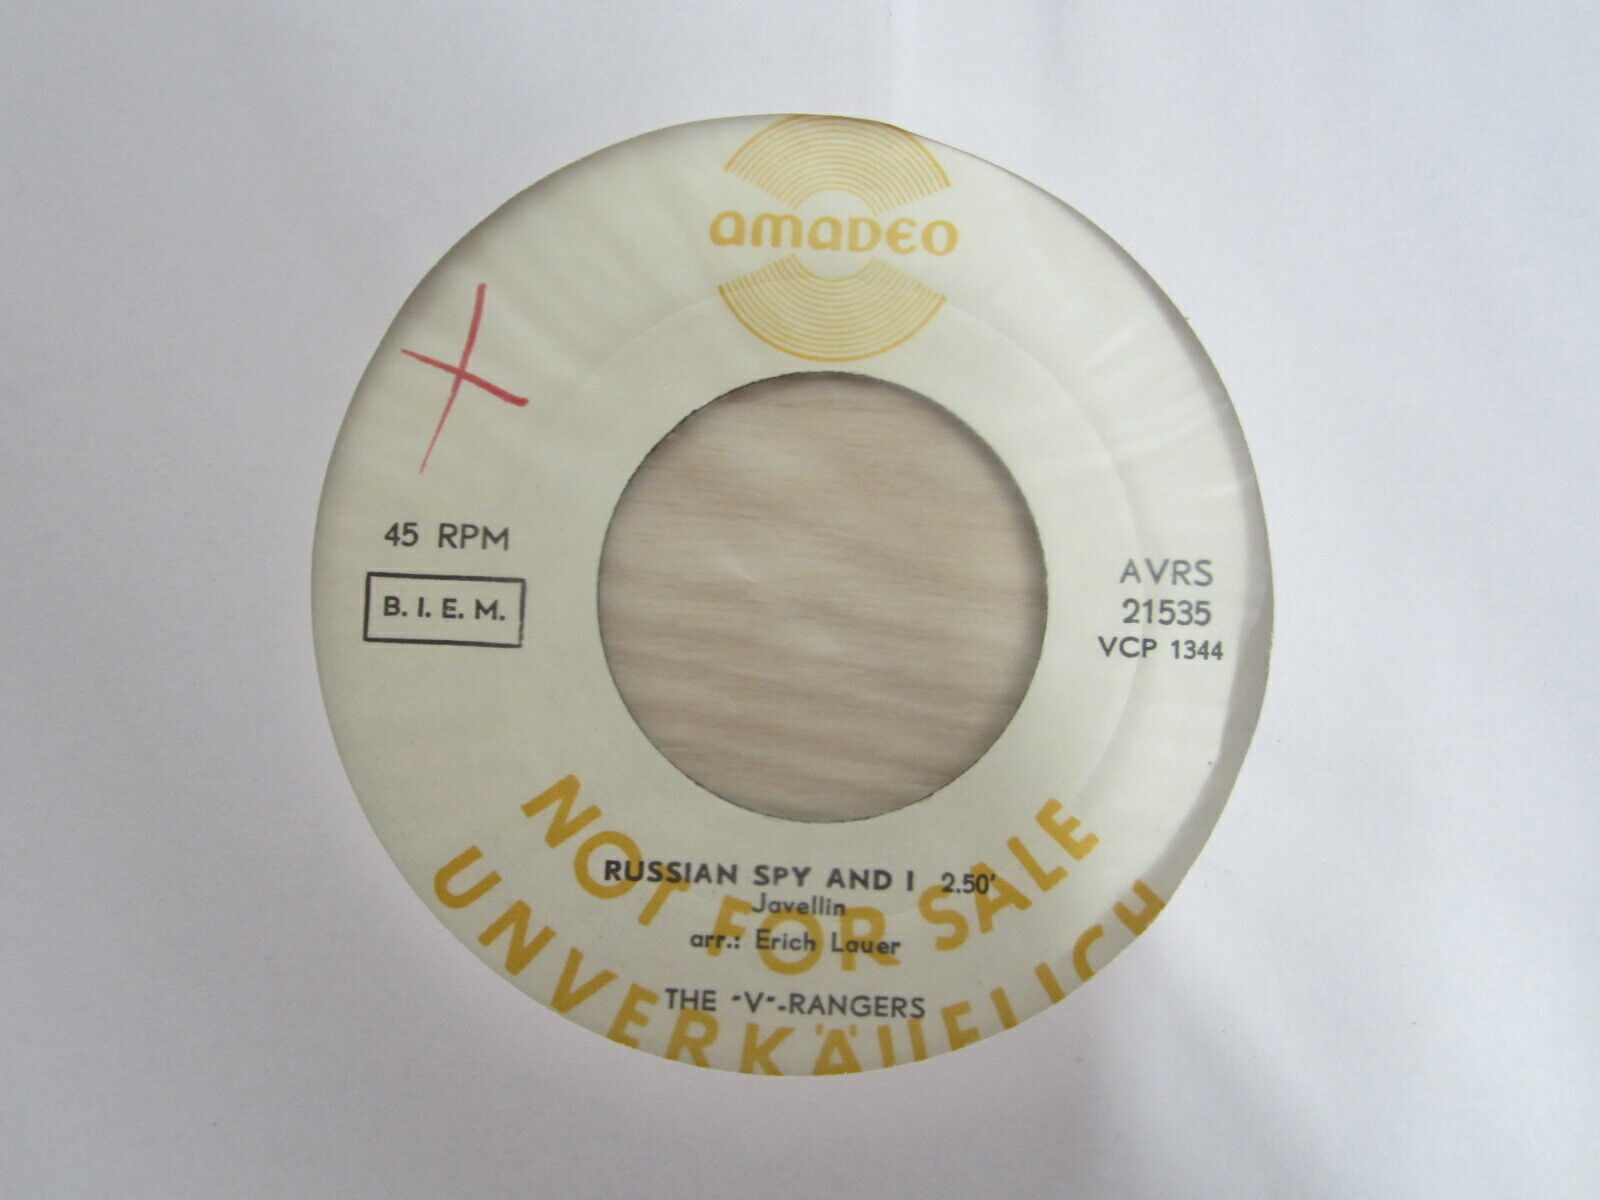 AMADEO
45 RPM
B. I. E. M.
AVRS
21535
VCP 1344
NOT FOR SALE
UNVERKÄUFLICH
RUSSIAN SPY AND I 2.50'
Javellin
arr.: Erich Lauer
THE "V"-RANGERS